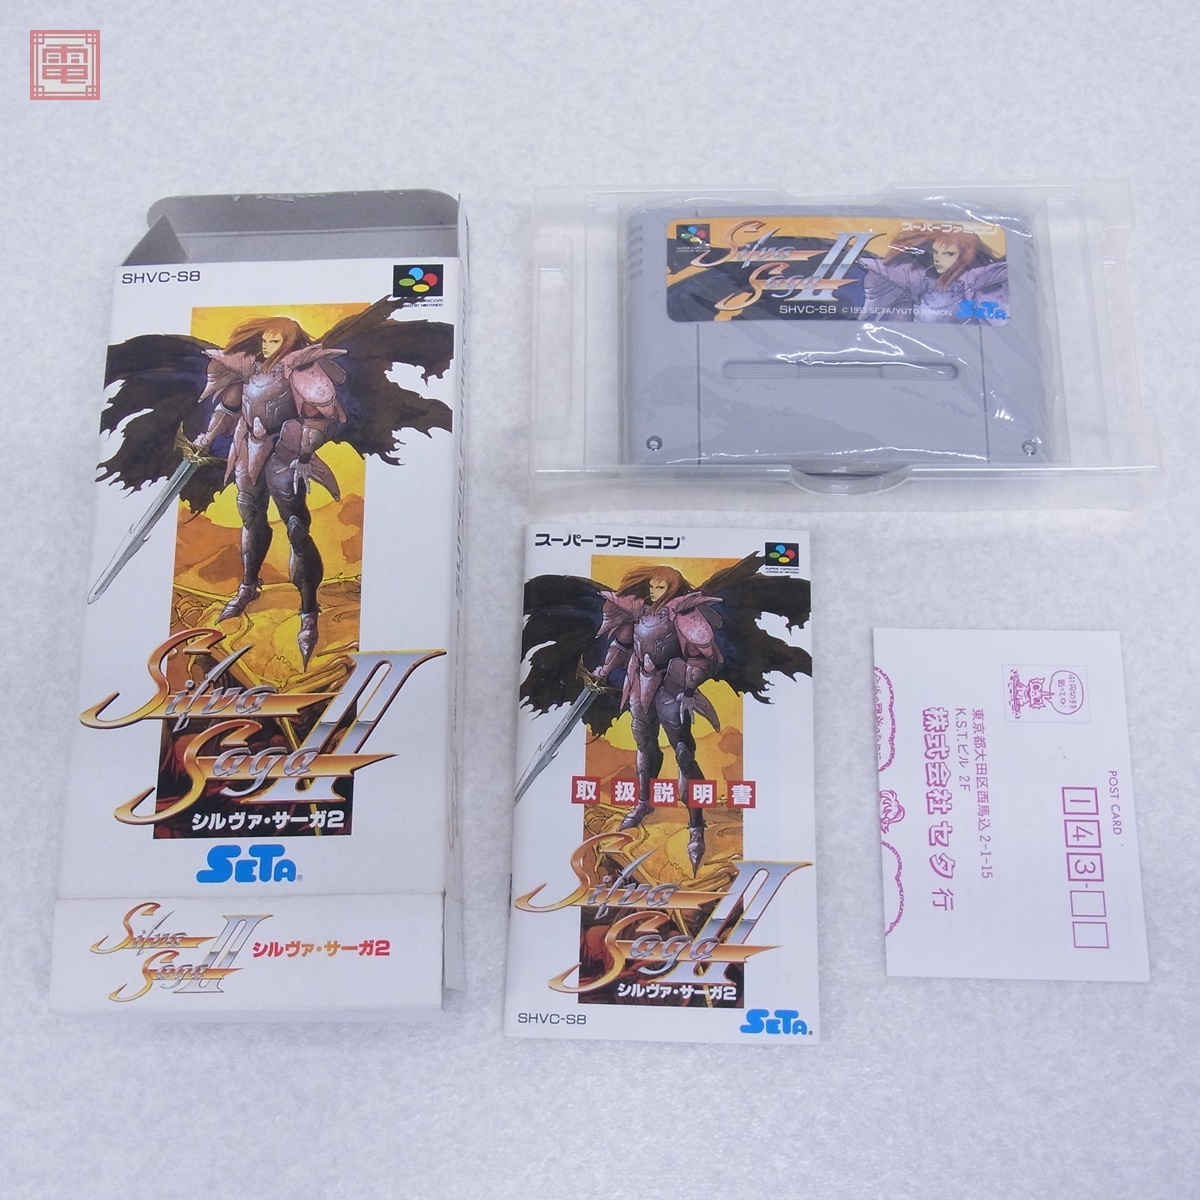 電
SHVC-S8
Silva
Saga II
シルヴァ・サーガ2
SETA®
Silva
Saga II
シルヴァ・サーガ2
スーパーファミコン
Silva
Saga II
SHVC-S8
SETA
スーパーファミコン®
SUPER FAMICOM
取扱説明書
Silva
Saga II
シルヴァ・サーガ2
SHVC-S8
SETA®
POST CARD
143-
東京都大田区西馬込2-1-15
K.S.T.ビル 2F
株式会社セタ 行